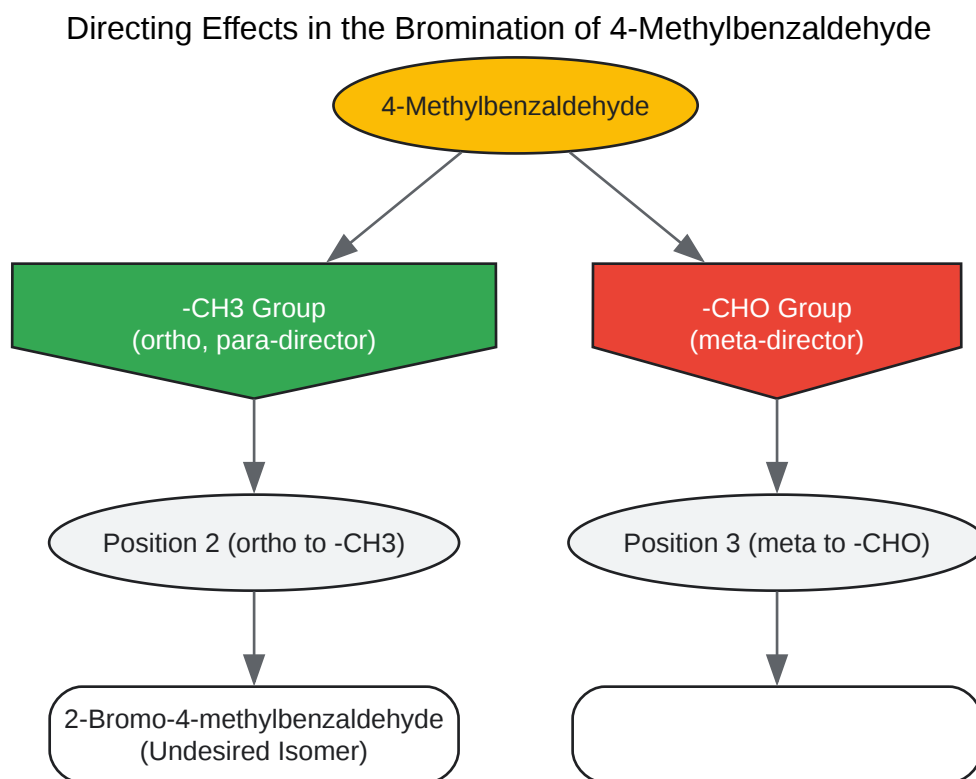 Directing Effects in the Bromination of 4-Methylbenzaldehyde
4-Methylbenzaldehyde
-CH3 Group
(ortho, para-director)
-CHO Group
(meta-director)
Position 2 (ortho to -CH3)
Position 3 (meta to -CHO)
2-Bromo-4-methylbenzaldehyde
(Undesired Isomer)